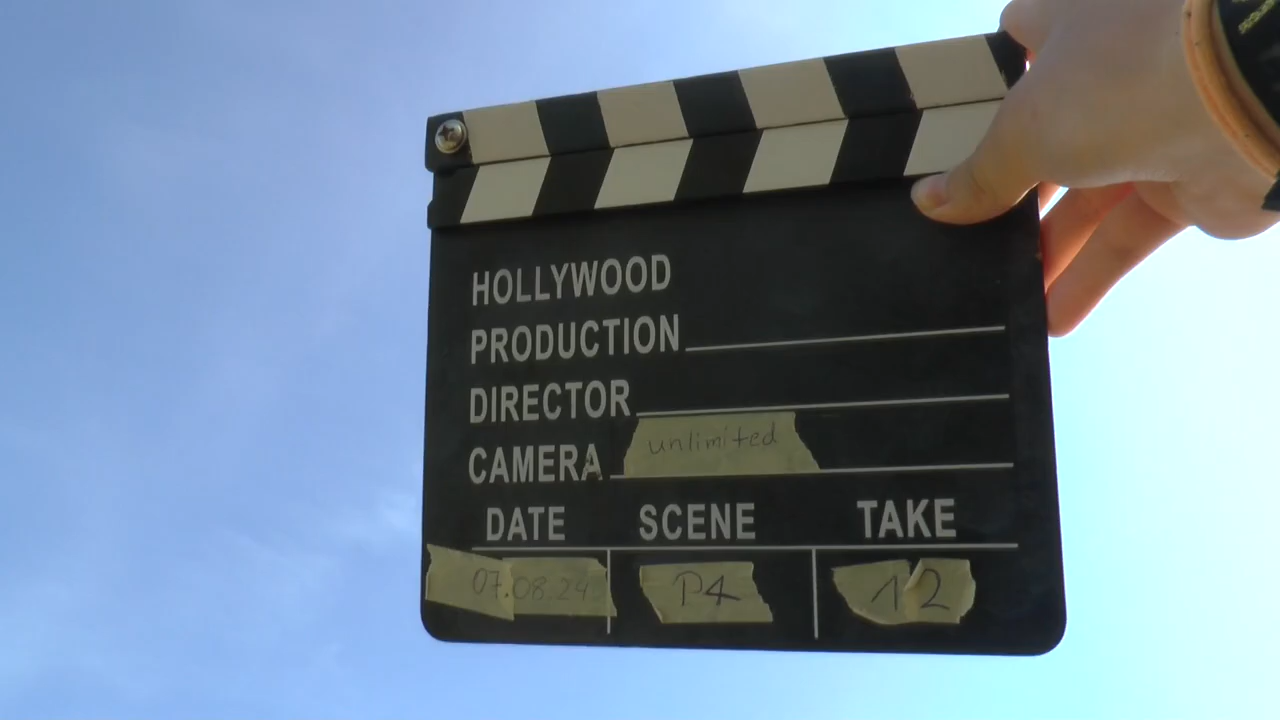 HOLLYWOOD
PRODUCTION
DIRECTOR
CAMERA unlimited
DATE SCENE TAKE
07.08.24 P4 12